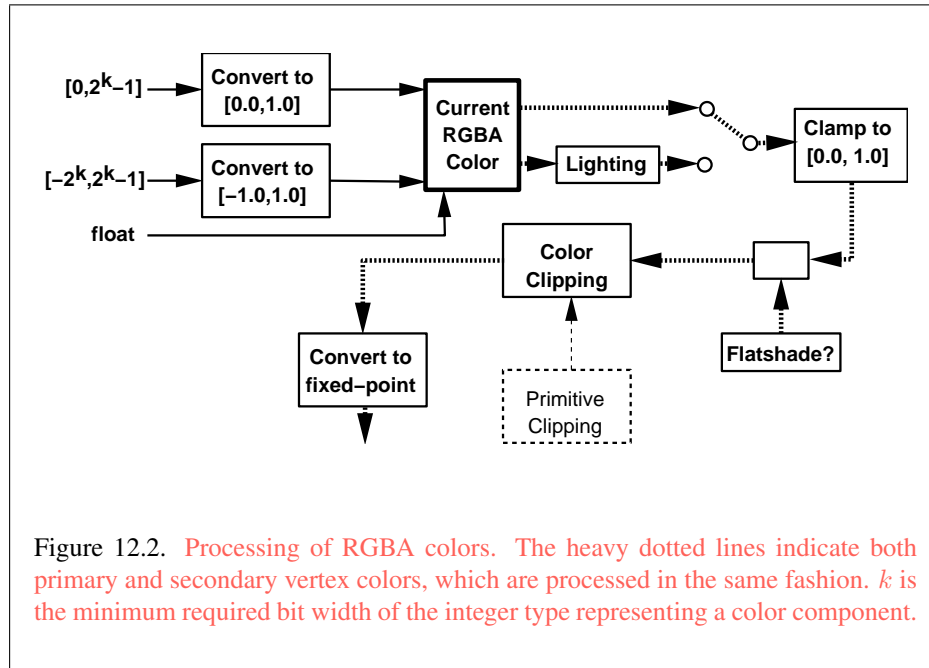 [0,2^k−1]
Convert to
[0.0,1.0]
Current
RGBA
Color
Clamp to
[0.0, 1.0]
[−2^k,2^k−1]
Convert to
[−1.0,1.0]
Lighting
float
Color
Clipping
Flatshade?
Convert to
fixed−point
Primitive
Clipping
Figure 12.2. Processing of RGBA colors. The heavy dotted lines indicate both
primary and secondary vertex colors, which are processed in the same fashion. k is
the minimum required bit width of the integer type representing a color component.